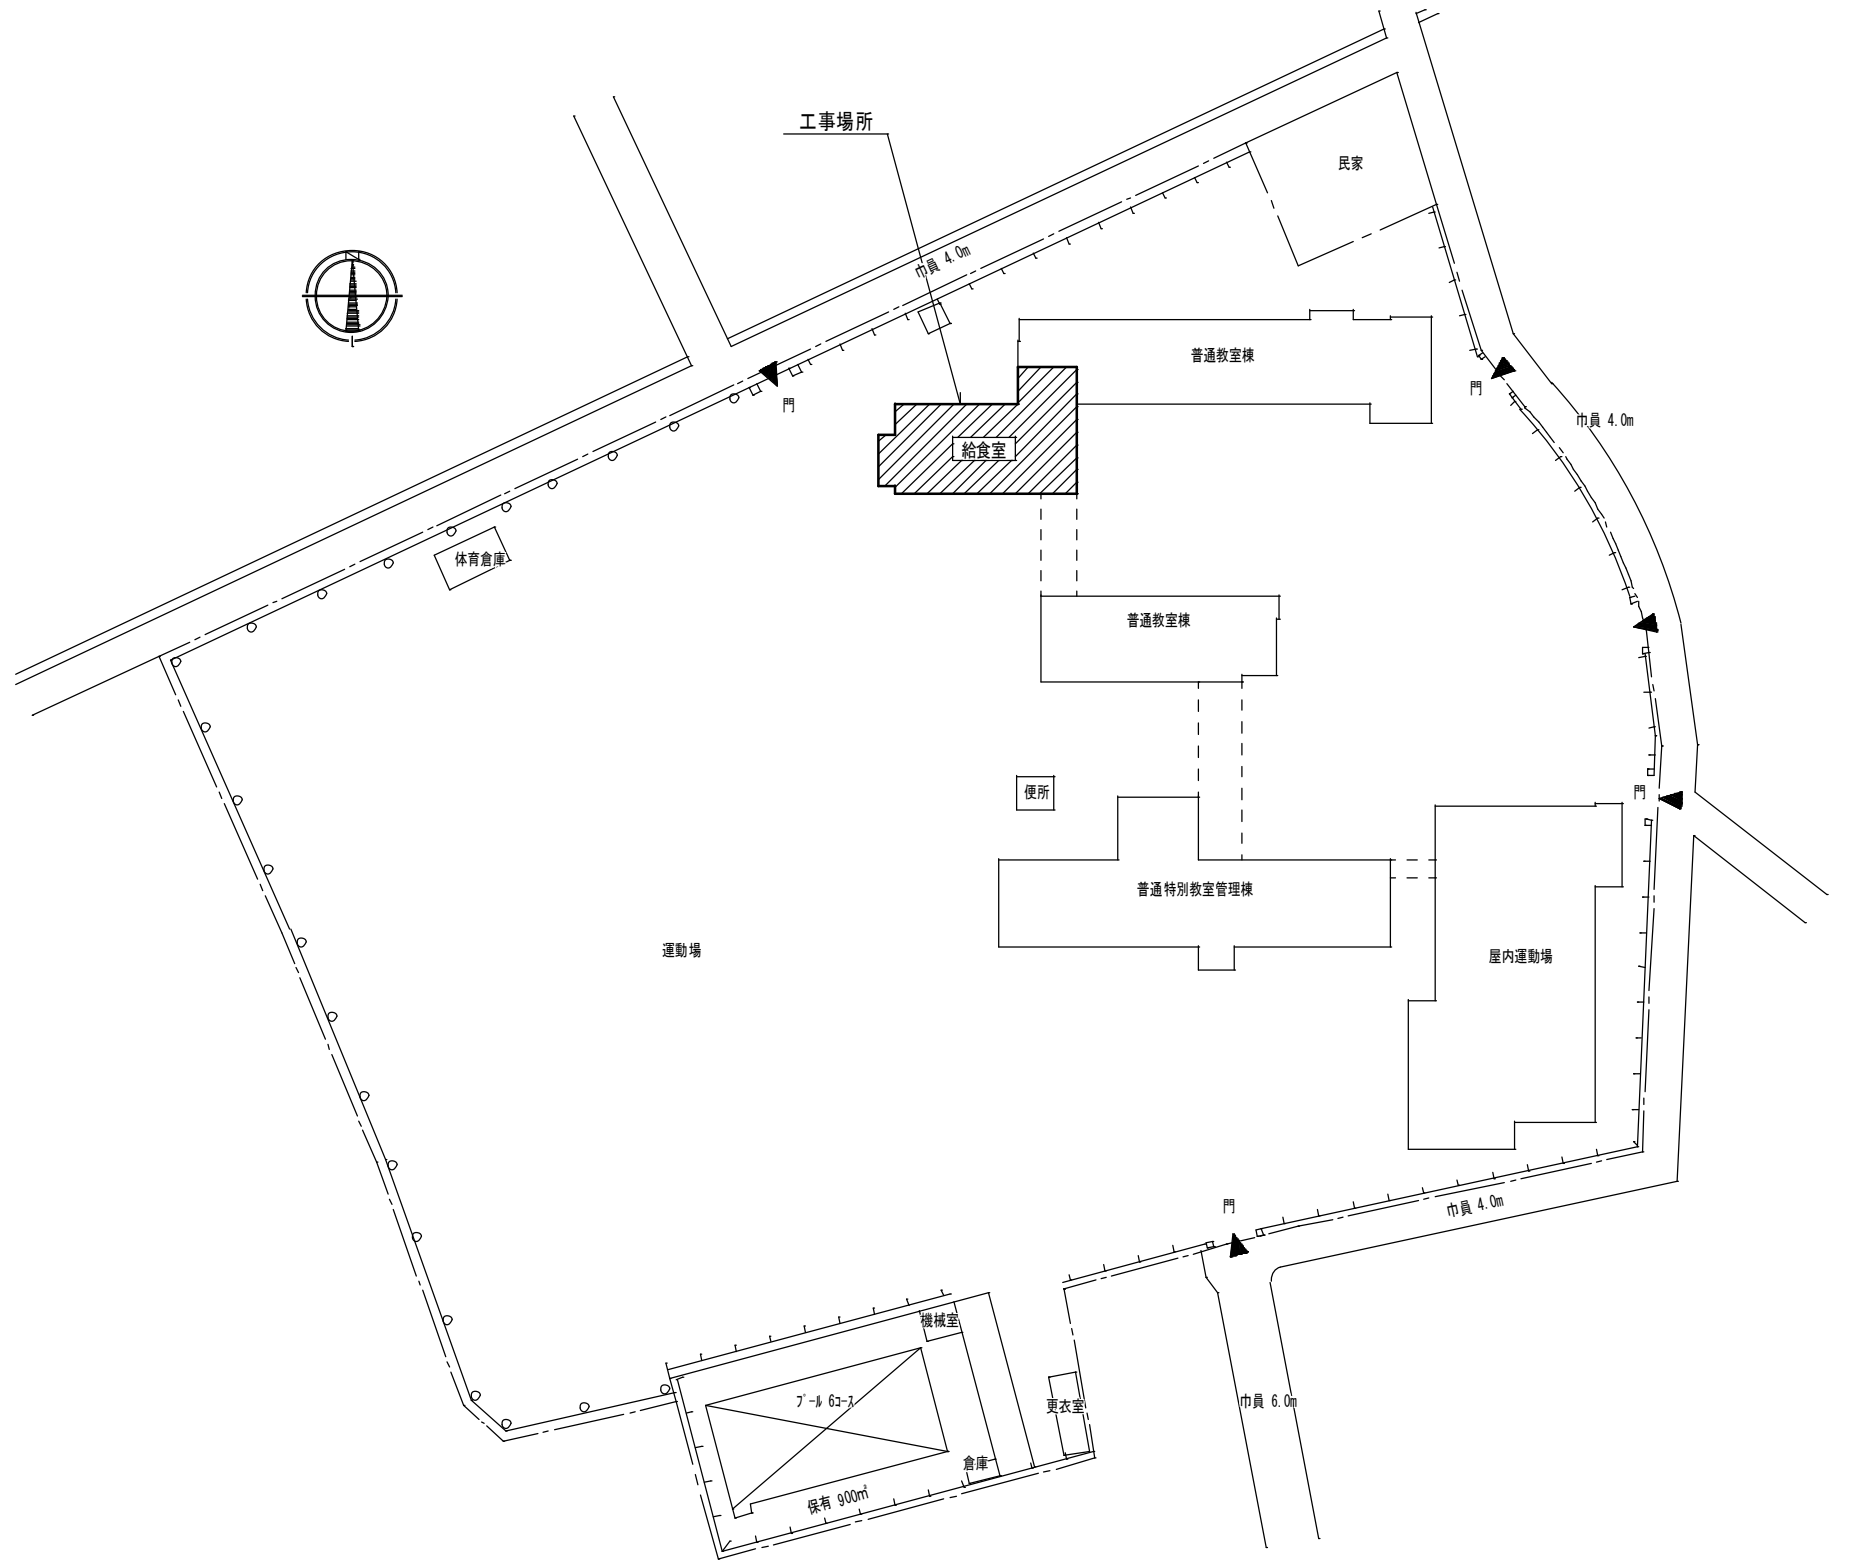 工事場所
民家
巾員 4.0m
普通教室棟
門
門
巾員 4.0m
給食室
体育倉庫
普通教室棟
便所
門
普通特別教室管理棟
運動場
屋内運動場
門
巾員 4.0m
機械室
プール 6コース
更衣室
巾員 6.0m
倉庫
保有 900㎡